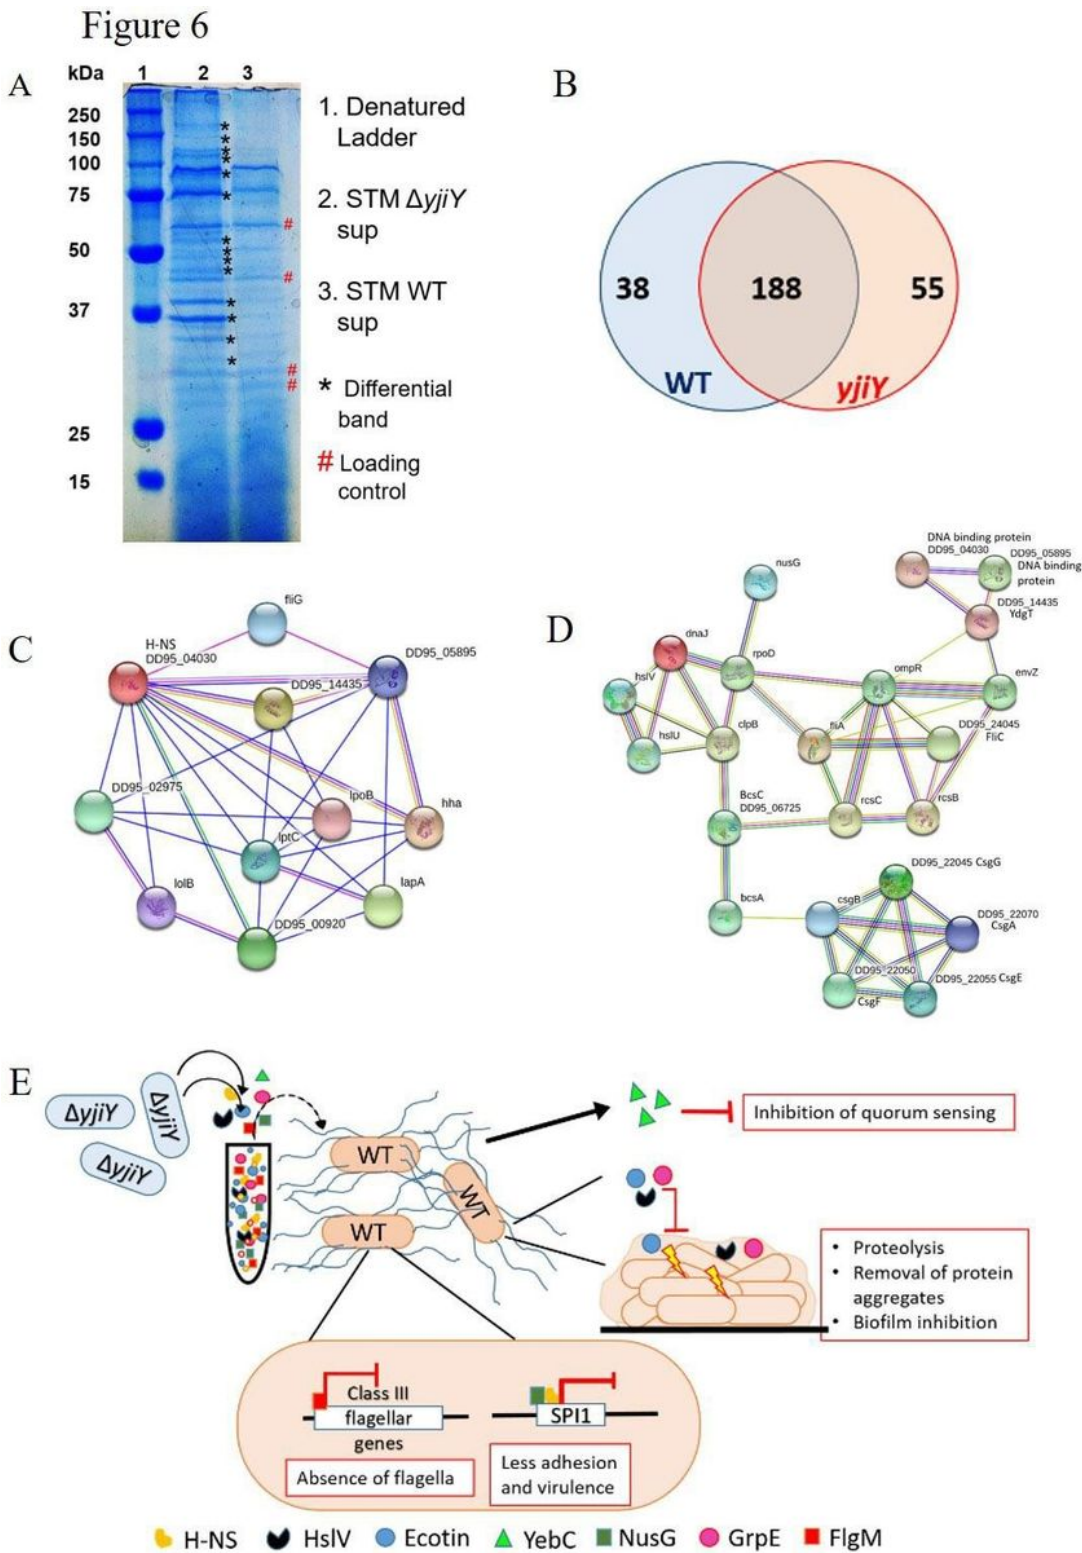 Figure 6
A
kDa
1 2 3
250
150
100
75
50
37
25
15
*
*
*
*
*
*
*
*
*
*
*
*
*
*
#
#
#
#
1. Denatured
Ladder
2. STM ΔyjiY
sup
3. STM WT
sup
* Differential
band
# Loading
control
B
38 188 55
WT yjiY
C
fliG
H-NS
DD95_04030
DD95_05895
DD95_14435
DD95_02975
lpoB
hha
lptC
lolB
lapA
DD95_00920
D
DNA binding protein
DD95_04030
DD95_05895
DNA binding
protein
nusG
DD95_14435
YdgT
dnaJ
rpoD
ompR
envZ
hslV
hslU
clpB
fliA
DD95_24045
FliC
BcsC
DD95_06725
rcsC
rcsB
bcsA
csgB
DD95_22045 CsgG
DD95_22070
CsgA
DD95_22050
CsgF
DD95_22055 CsgE
E
ΔyjiY
ΔyjiY
ΔyjiY
WT
WT
WT
Inhibition of quorum sensing
• Proteolysis
• Removal of protein
aggregates
• Biofilm inhibition
Class III
flagellar
genes
Absence of flagella
SPI1
Less adhesion
and virulence
H-NS HslV Ecotin YebC NusG GrpE FlgM